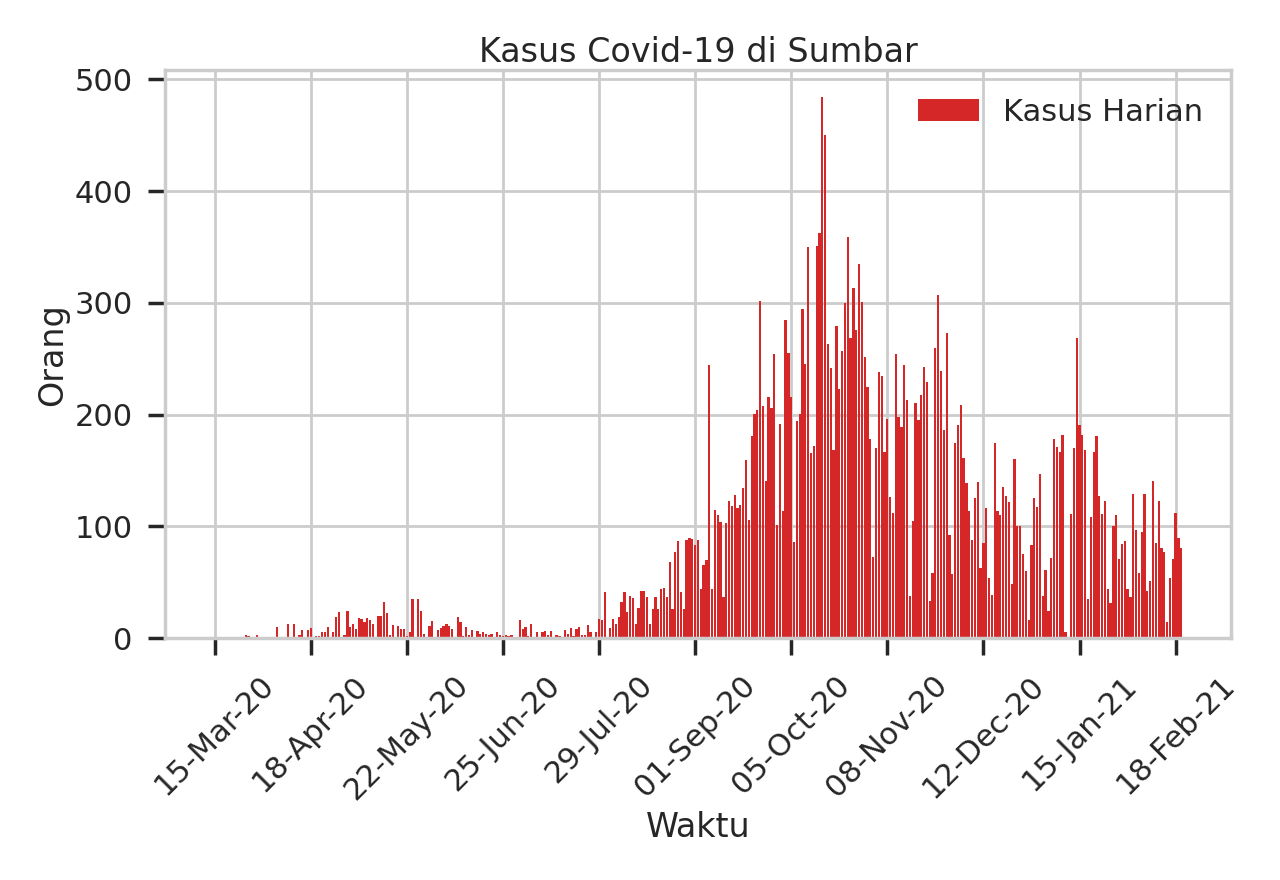 Kasus Covid-19 di Sumbar
500
400
300
200
100
0
Orang
Kasus Harian
15-Mar-20
18-Apr-20
22-May-20
25-Jun-20
29-Jul-20
01-Sep-20
05-Oct-20
08-Nov-20
12-Dec-20
15-Jan-21
18-Feb-21
Waktu